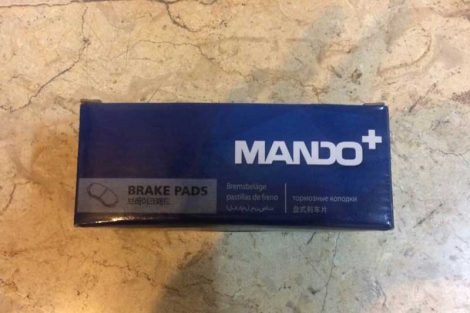 MANDO+
BRAKE PADS
브레이크패드
Bremsbeläge
pastillas de freno
тормозные колодки
盘式刹车片